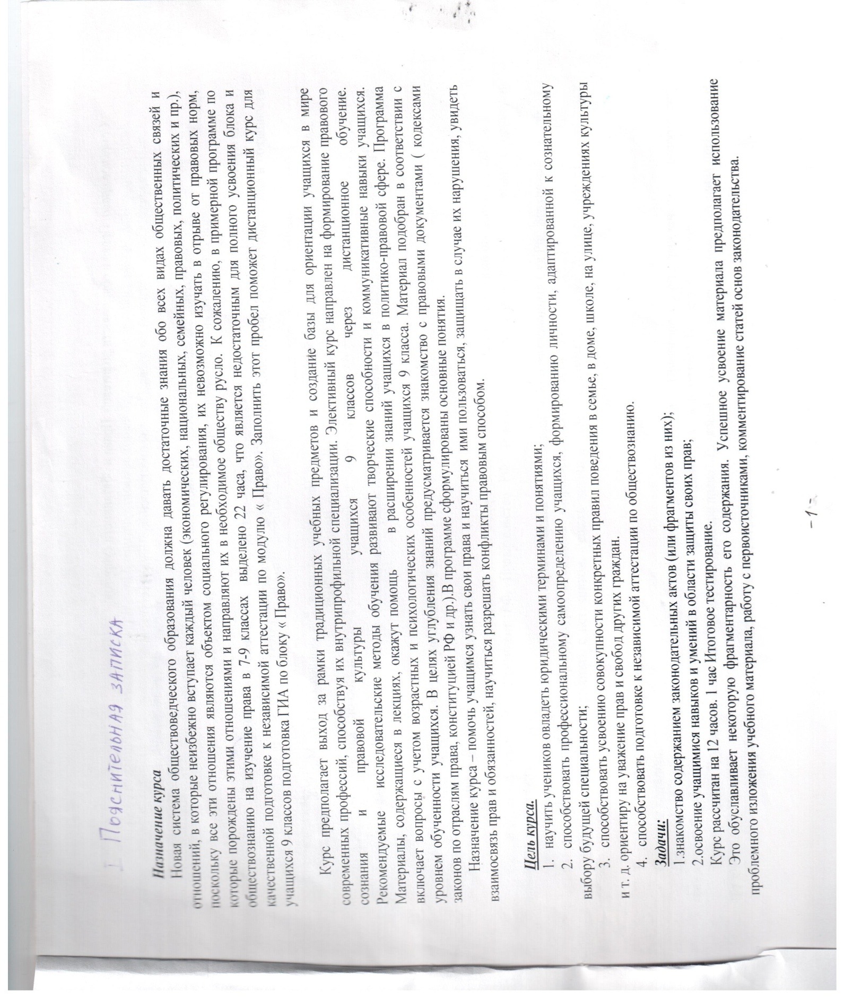 I Пояснительная записка
Назначение курса
Новая система обществоведческого образования должна давать достаточные знания обо всех видах общественных связей и
отношений, в которые неизбежно вступает каждый человек (экономических, национальных, семейных, правовых, политических и пр.),
поскольку все эти отношения являются объектом социального регулирования, их невозможно изучать в отрыве от правовых норм,
которые порождены этими отношениями и направляют их в необходимое обществу русло. К сожалению, в примерной программе по
обществознанию на изучение права в 7-9 классах выделено 22 часа, что является недостаточным для полного усвоения блока и
качественной подготовке к независимой аттестации по модулю « Право». Заполнить этот пробел поможет дистанционный курс для
учащихся 9 классов подготовка ГИА по блоку « Право».
Курс предполагает выход за рамки традиционных учебных предметов и создание базы для ориентации учащихся в мире
современных профессий, способствуя их внутрипрофильной специализации. Элективный курс направлен на формирование правового
сознания и правовой культуры учащихся 9 классов через дистанционное обучение.
Рекомендуемые исследовательские методы обучения развивают творческие способности и коммуникативные навыки учащихся.
Материалы, содержащиеся в лекциях, окажут помощь в расширении знаний учащихся в политико-правовой сфере. Программа
включает вопросы с учетом возрастных и психологических особенностей учащихся 9 класса. Материал подобран в соответствии с
уровнем обученности учащихся. В целях углубления знаний предусматривается знакомство с правовыми документами ( кодексами
законов по отраслям права, конституцией РФ и др.).В программе сформулированы основные понятия.
Назначение курса – помочь учащимся узнать свои права и научиться ими пользоваться, защищать в случае их нарушения, увидеть
взаимосвязь прав и обязанностей, научиться разрешать конфликты правовым способом.
Цель курса.
1. научить учеников овладеть юридическими терминами и понятиями;
2. способствовать профессиональному самоопределению учащихся, формированию личности, адаптированной к сознательному
выбору будущей специальности;
3. способствовать усвоению совокупности конкретных правил поведения в семье, в доме, школе, на улице, учреждениях культуры
и т. д. ориентиру на уважение прав и свобод других граждан.
4. способствовать подготовке к независимой аттестации по обществознанию.
Задачи:
1.знакомство содержанием законодательных актов (или фрагментов из них);
2.освоение учащимися навыков и умений в области защиты своих прав;
Курс рассчитан на 12 часов. 1 час Итоговое тестирование.
Это обуславливает некоторую фрагментарность его содержания. Успешное усвоение материала предполагает использование
проблемного изложения учебного материала, работу с первоисточниками, комментирование статей основ законодательства.
-1-